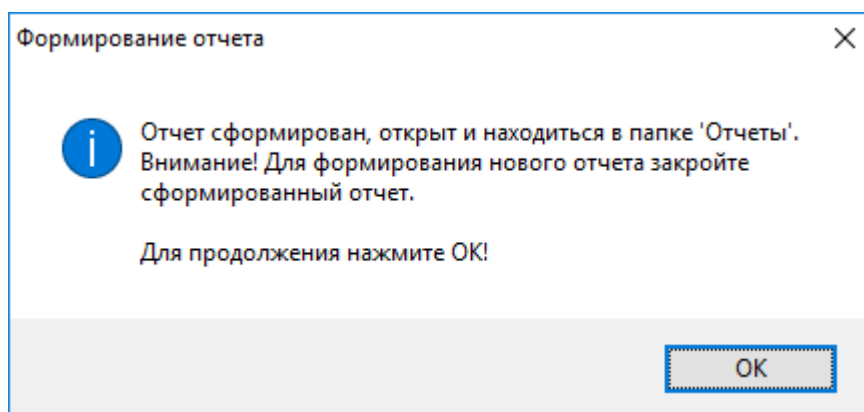 Формирование отчета
Отчет сформирован, открыт и находиться в папке 'Отчеты'.
Внимание! Для формирования нового отчета закройте
сформированный отчет.
Для продолжения нажмите ОК!
ОК